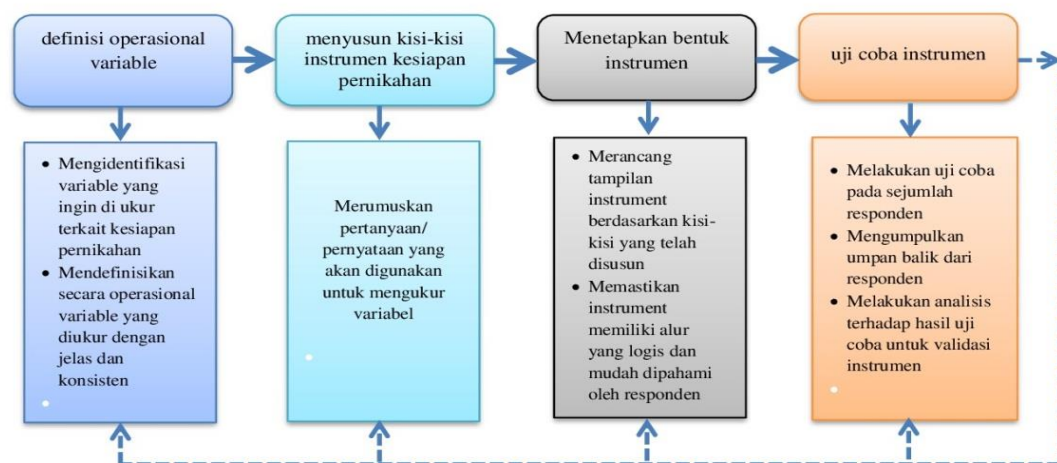 definisi operasional
variable
menyusun kisi-kisi
instrumen kesiapan
pernikahan
Menetapkan bentuk
instrumen
uji coba instrumen
• Mengidentifikasi
variable yang
ingin di ukur
terkait kesiapan
pernikahan
• Mendefinisikan
secara operasional
variable yang
diukur dengan
jelas dan
konsisten
Merumuskan
pertanyaan/
pernyataan yang
akan digunakan
untuk mengukur
variabel
• Merancang
tampilan
instrument
berdasarkan kisi-
kisi yang telah
disusun
• Memastikan
instrument
memiliki alur
yang logis dan
mudah dipahami
oleh responden
• Melakukan uji coba
pada sejumlah
responden
• Mengumpulkan
umpan balik dari
responden
• Melakukan analisis
terhadap hasil uji
coba untuk validasi
instrumen